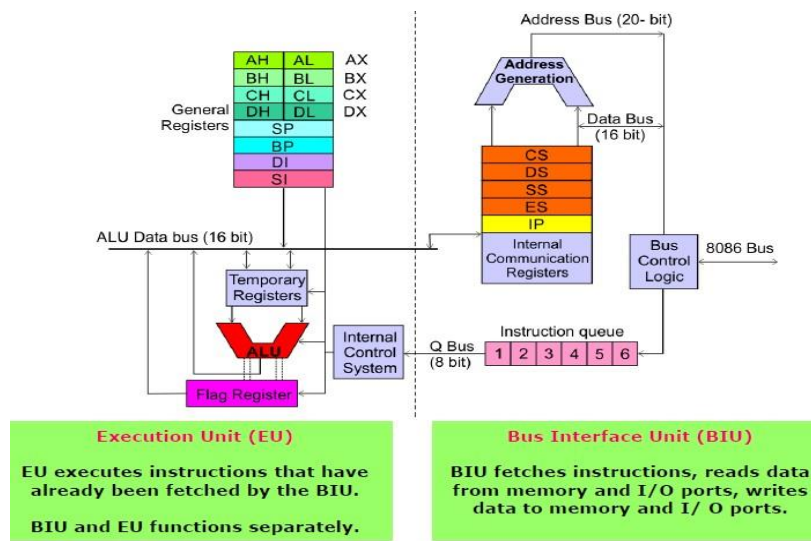 Address Bus (20- bit)
AH AL AX
BH BL BX
CH CL CX
DH DL DX
General
Registers
SP
BP
DI
SI
Address
Generation
Data Bus
(16 bit)
CS
DS
SS
ES
IP
Internal
Communication
Registers
ALU Data bus (16 bit)
Bus
Control
Logic
8086 Bus
Temporary
Registers
ALU
Internal
Control
System
Q Bus
(8 bit)
Instruction queue
1 2 3 4 5 6
Flag Register
Execution Unit (EU)
EU executes instructions that have
already been fetched by the BIU.
BIU and EU functions separately.
Bus Interface Unit (BIU)
BIU fetches instructions, reads data
from memory and I/O ports, writes
data to memory and I/ O ports.